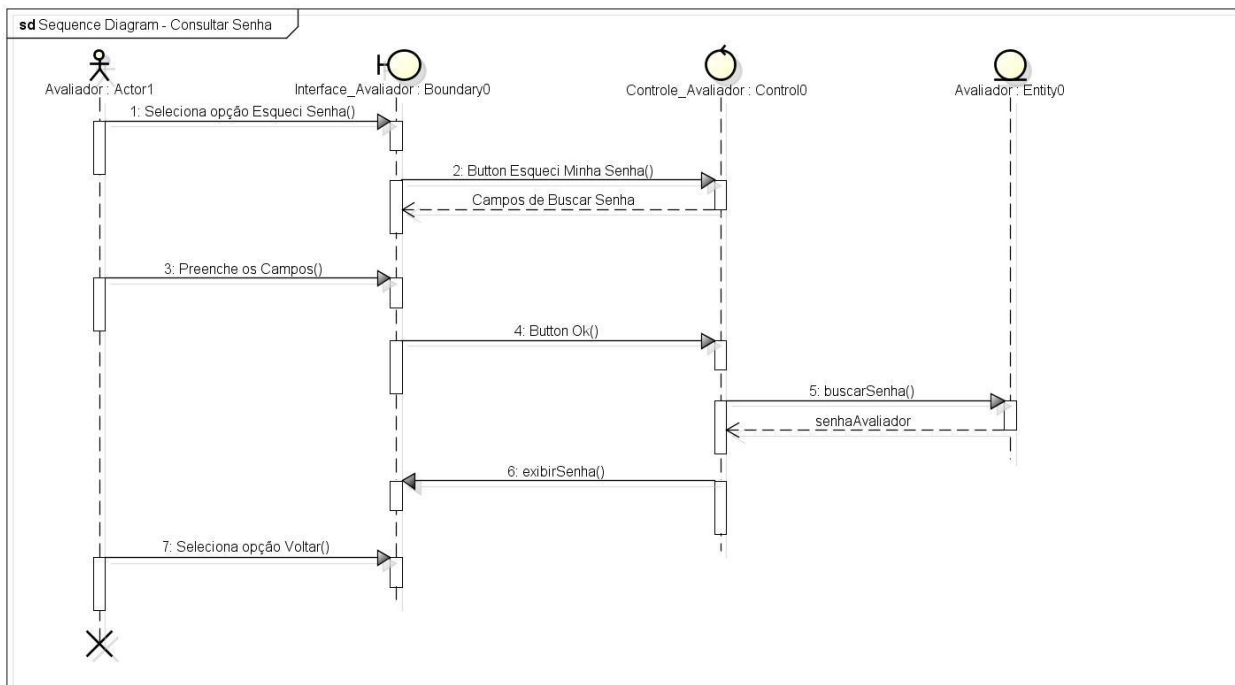 sd Sequence Diagram - Consultar Senha
Avaliador : Actor1
Interface_Avaliador : Boundary0
Controle_Avaliador : Control0
Avaliador : Entity0
1: Seleciona opção Esqueci Senha()
2: Button Esqueci Minha Senha()
Campos de Buscar Senha
3: Preenche os Campos()
4: Button Ok()
5: buscarSenha()
senhaAvaliador
6: exibirSenha()
7: Seleciona opção Voltar()